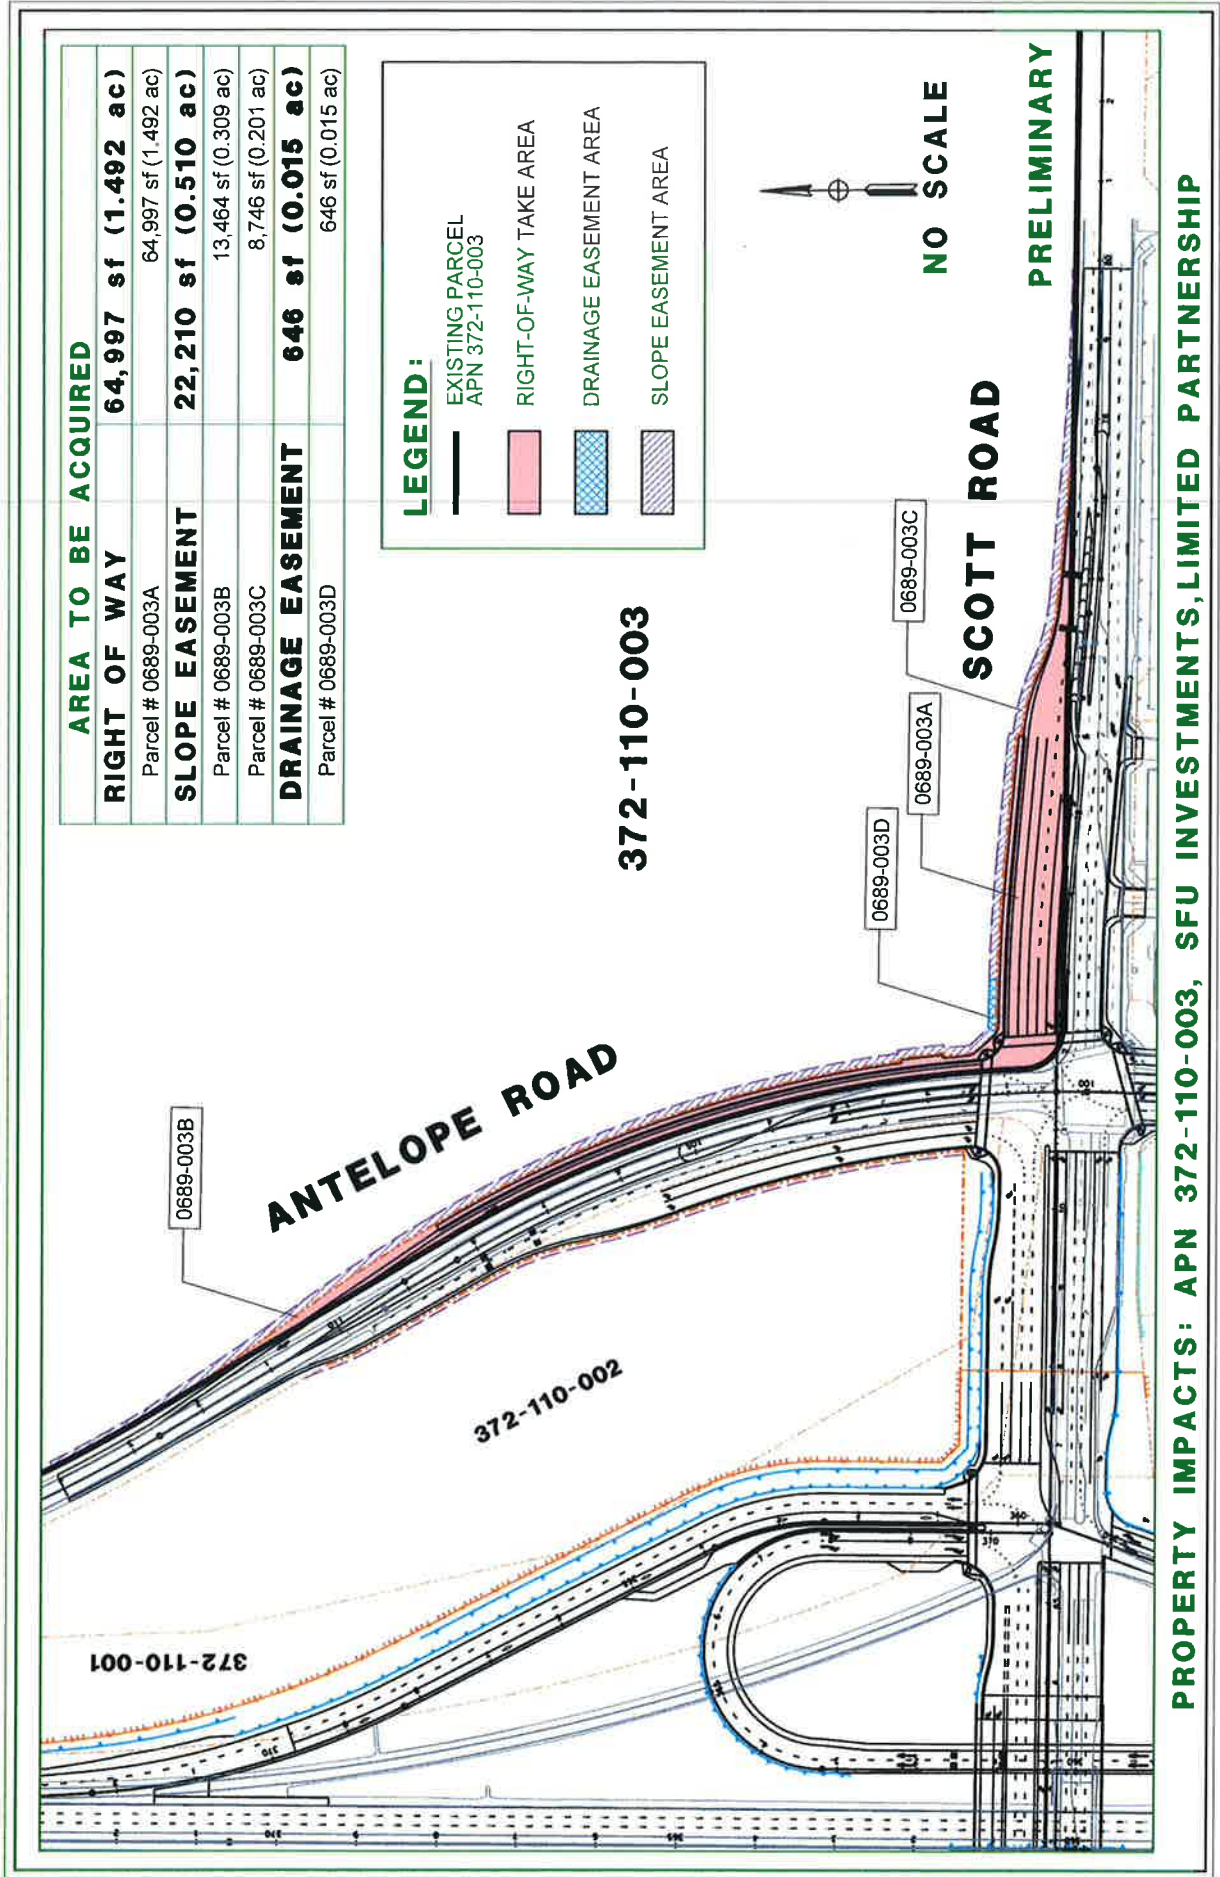 AREA TO BE ACQUIRED
RIGHT OF WAY 64,997 sf (1.492 ac)
Parcel # 0689-003A 64,997 sf (1.492 ac)
SLOPE EASEMENT 22,210 sf (0.510 ac)
Parcel # 0689-003B 13,464 sf (0.309 ac)
Parcel # 0689-003C 8,746 sf (0.201 ac)
DRAINAGE EASEMENT 646 sf (0.015 ac)
Parcel # 0689-003D 646 sf (0.015 ac)
LEGEND:
EXISTING PARCEL
APN 372-110-003
RIGHT-OF-WAY TAKE AREA
DRAINAGE EASEMENT AREA
SLOPE EASEMENT AREA
0689-003B
ANTELOPE ROAD
372-110-003
372-110-001
372-110-002
0689-003D
0689-003A
0689-003C
SCOTT ROAD
NO SCALE
PRELIMINARY
PROPERTY IMPACTS: APN 372-110-003, SFU INVESTMENTS, LIMITED PARTNERSHIP